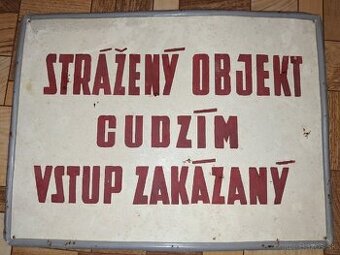 STRÁŽENÝ OBJEKT
CUDZÍM
VSTUP ZAKÁZANÝ